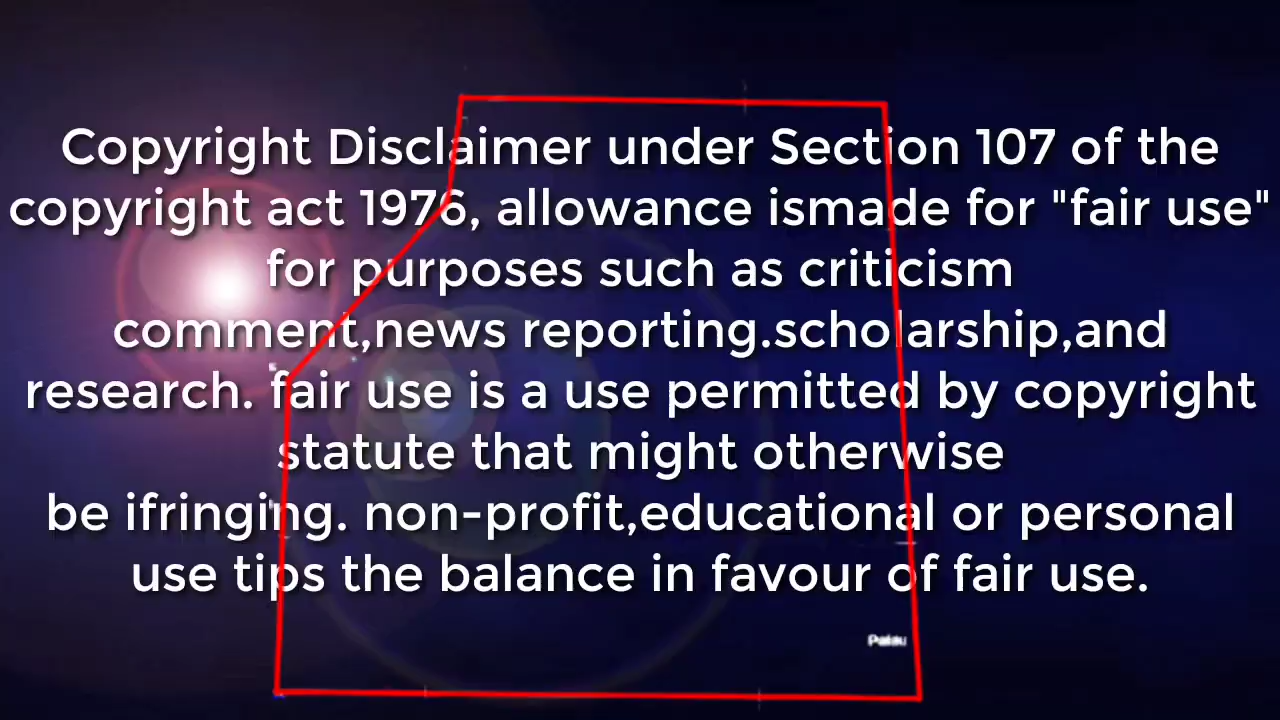 Copyright Disclaimer under Section 107 of the
copyright act 1976, allowance ismade for "fair use"
for purposes such as criticism
comment,news reporting.scholarship,and
research. fair use is a use permitted by copyright
statute that might otherwise
be ifringing. non-profit,educational or personal
use tips the balance in favour of fair use.
Palau